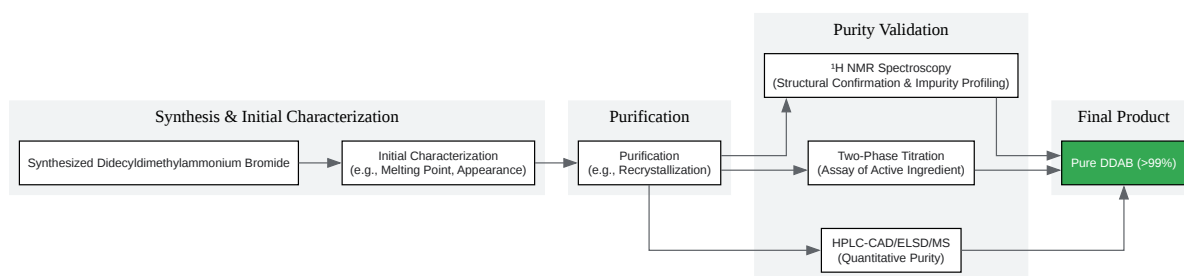 Synthesis & Initial Characterization
Synthesized Didecyldimethylammonium Bromide
Initial Characterization
(e.g., Melting Point, Appearance)
Purification
Purification
(e.g., Recrystallization)
Purity Validation
¹H NMR Spectroscopy
(Structural Confirmation & Impurity Profiling)
Two-Phase Titration
(Assay of Active Ingredient)
HPLC-CAD/ELSD/MS
(Quantitative Purity)
Final Product
Pure DDAB (>99%)